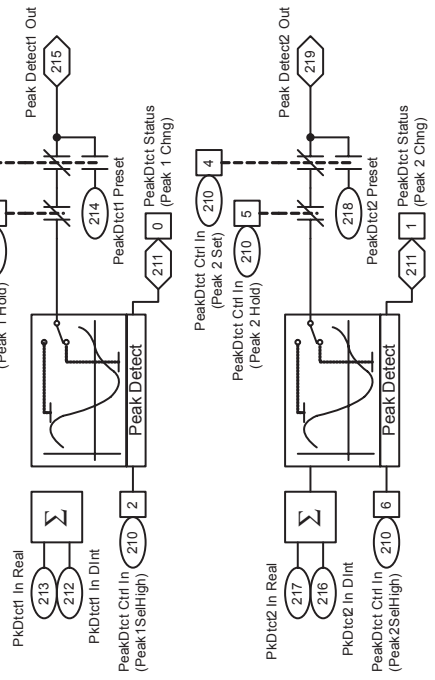 (Peak 1 Hold)
PkDtct1 In Real
213
212
PkDtct1 In DInt
Σ
Peak Detect
PeakDtct Ctrl In
(Peak1SelHigh)
210
2
214
PeakDtct1 Preset
215
Peak Detect1 Out
211
0
PeakDtct Status
(Peak 1 Chng)
PeakDtct Ctrl In
(Peak 2 Set)
210
4
PeakDtct Ctrl In
(Peak 2 Hold)
210
5
PkDtct2 In Real
217
216
PkDtct2 In DInt
Σ
Peak Detect
PeakDtct Ctrl In
(Peak2SelHigh)
210
6
218
PeakDtct2 Preset
219
Peak Detect2 Out
211
1
PeakDtct Status
(Peak 2 Chng)